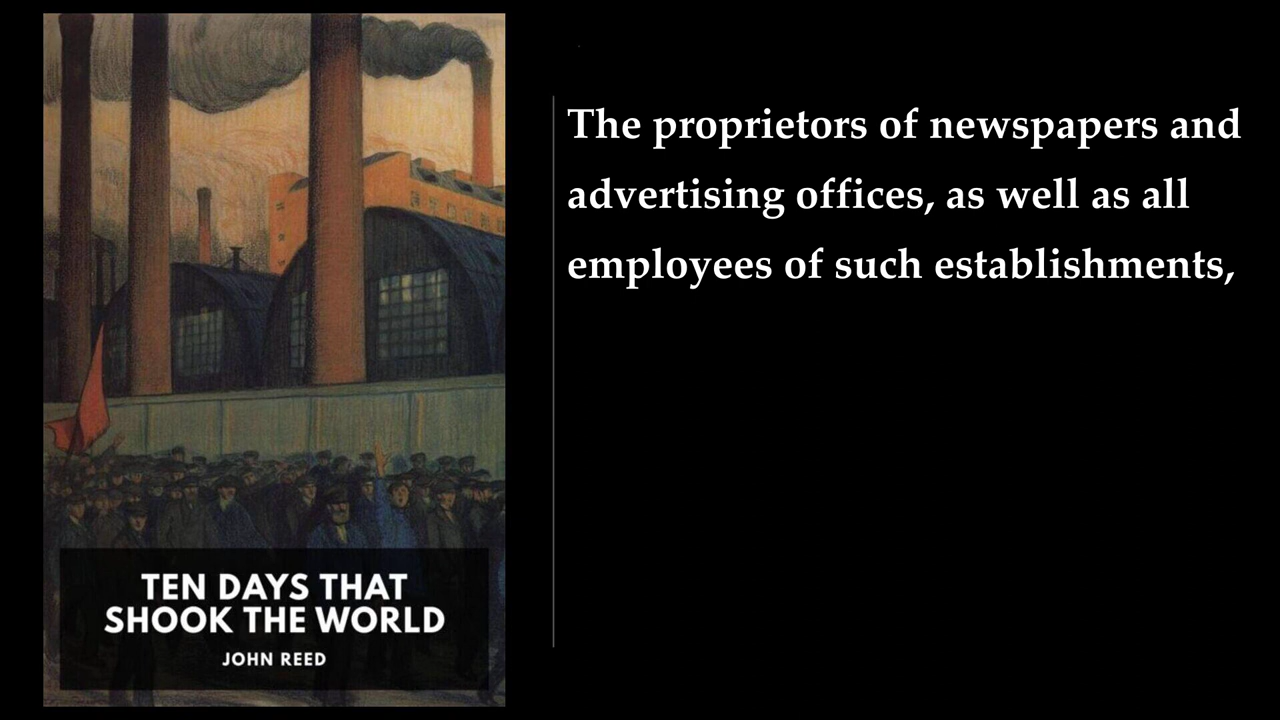 The proprietors of newspapers and
advertising offices, as well as all
employees of such establishments,
TEN DAYS THAT
SHOOK THE WORLD
JOHN REED